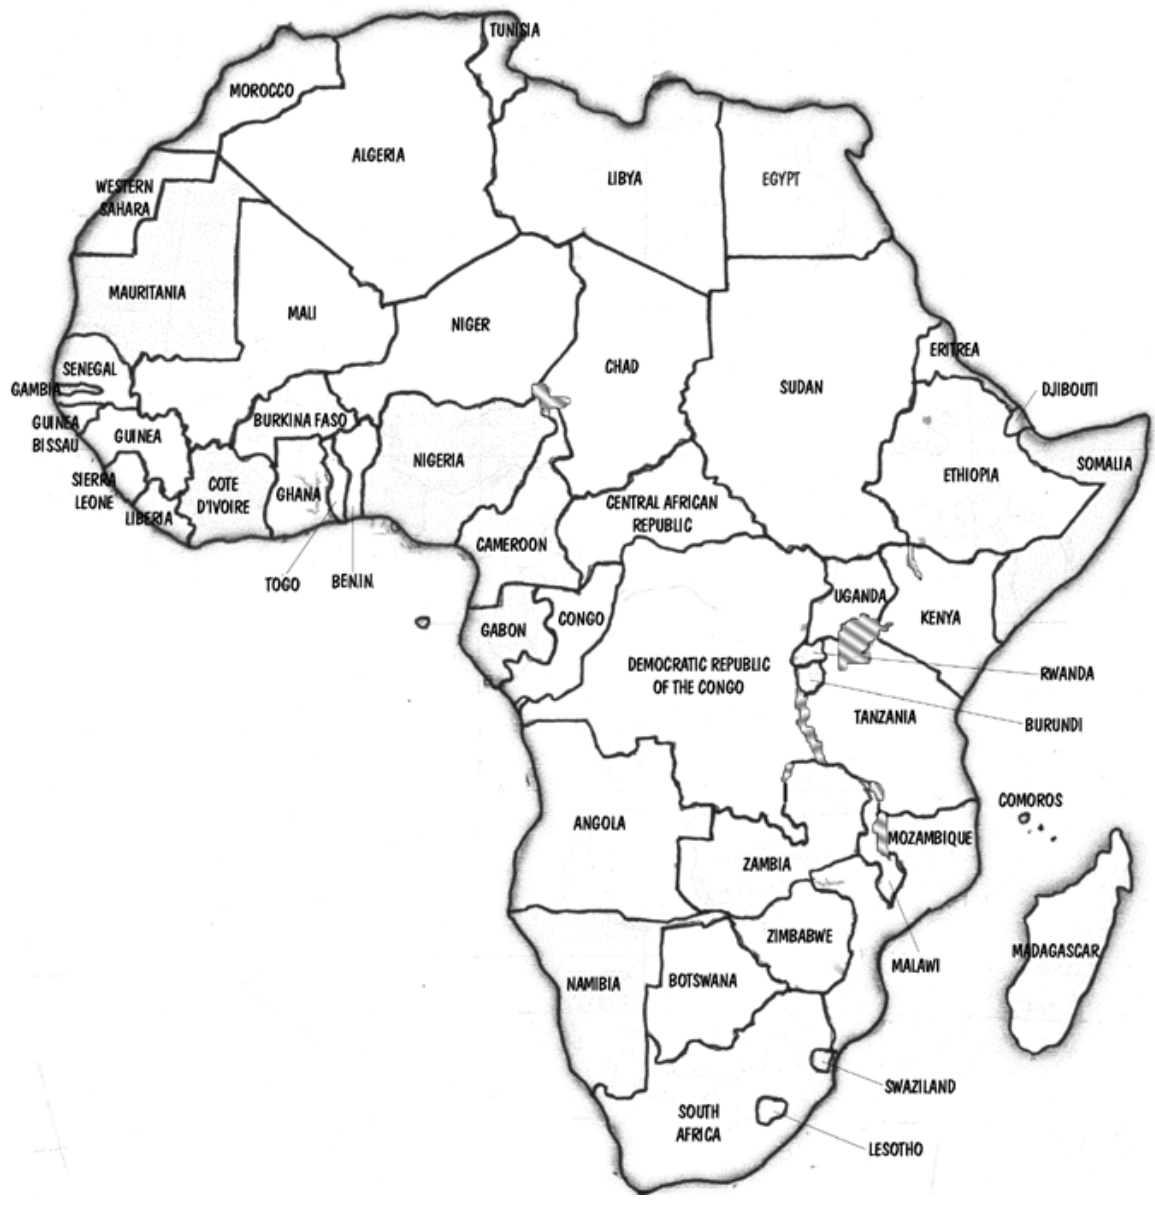 TUNISIA
MOROCCO
ALGERIA
LIBYA
EGYPT
WESTERN
SAHARA
MAURITANIA
MALI
NIGER
CHAD
SUDAN
ERITREA
DJIBOUTI
SENEGAL
GAMBIA
GUINEA
BISSAU
GUINEA
BURKINA FASO
NIGERIA
SOMALIA
ETHIOPIA
SIERRA
LEONE
LIBERIA
COTE
D'IVOIRE
GHANA
CENTRAL AFRICAN
REPUBLIC
CAMEROON
TOGO
BENIN
UGANDA
KENYA
GABON
CONGO
DEMOCRATIC REPUBLIC
OF THE CONGO
RWANDA
TANZANIA
BURUNDI
COMOROS
ANGOLA
ZAMBIA
MOZAMBIQUE
ZIMBABWE
MALAWI
MADAGASCAR
NAMIBIA
BOTSWANA
SWAZILAND
SOUTH
AFRICA
LESOTHO